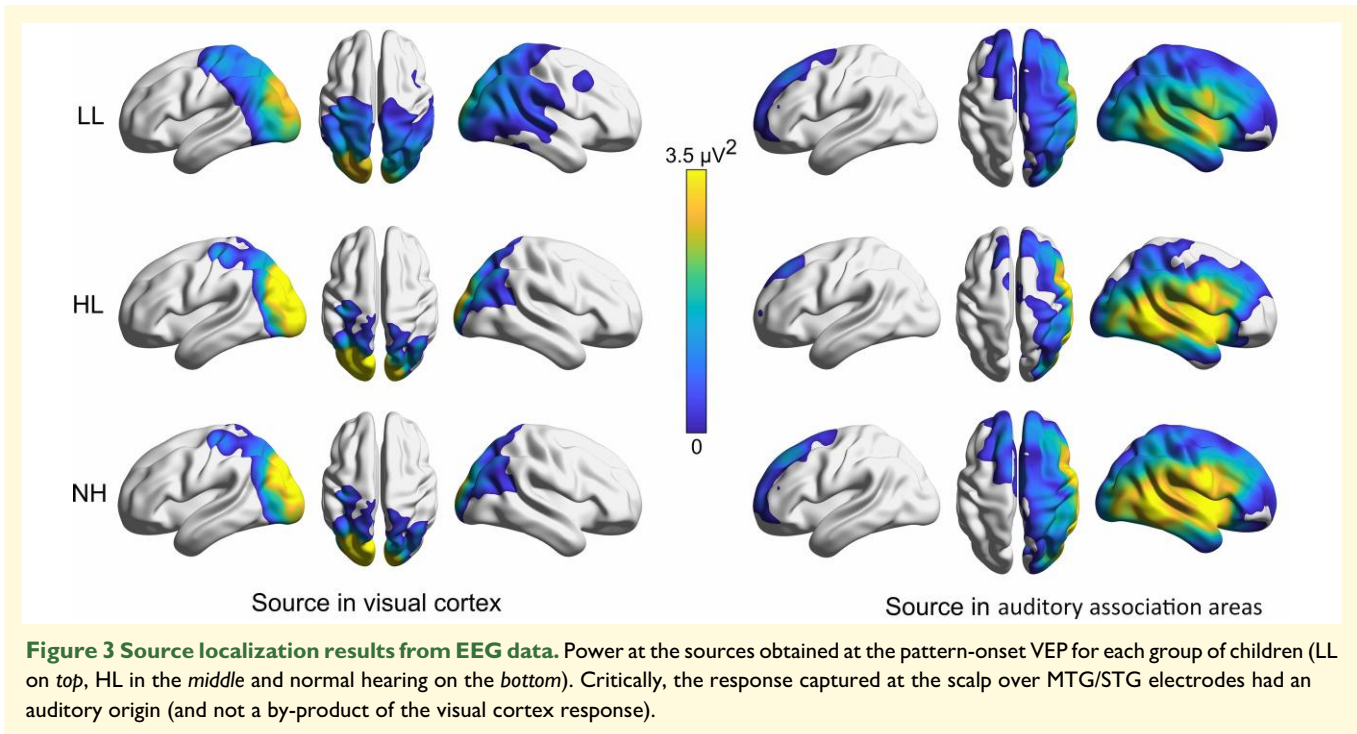 LL
3.5 μV²
HL
0
NH
Source in visual cortex
Source in auditory association areas
Figure 3 Source localization results from EEG data. Power at the sources obtained at the pattern-onset VEP for each group of children (LL
on top, HL in the middle and normal hearing on the bottom). Critically, the response captured at the scalp over MTG/STG electrodes had an
auditory origin (and not a by-product of the visual cortex response).